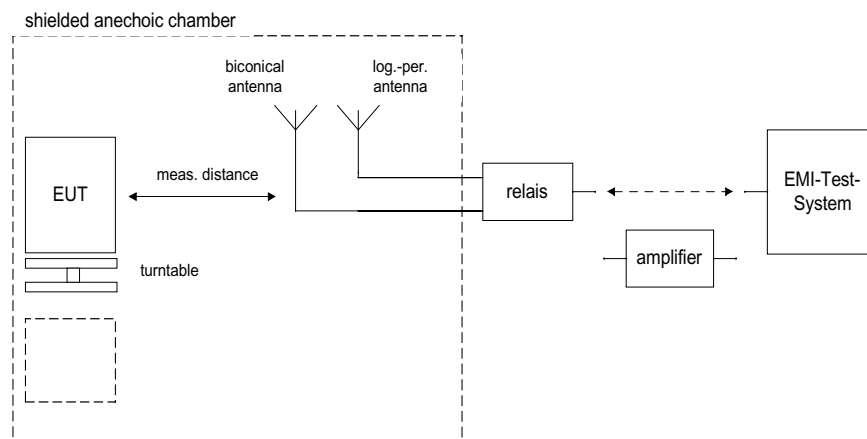 shielded anechoic chamber
biconical
antenna
log.-per.
antenna
EUT
meas. distance
relais
EMI-Test-
System
amplifier
turntable